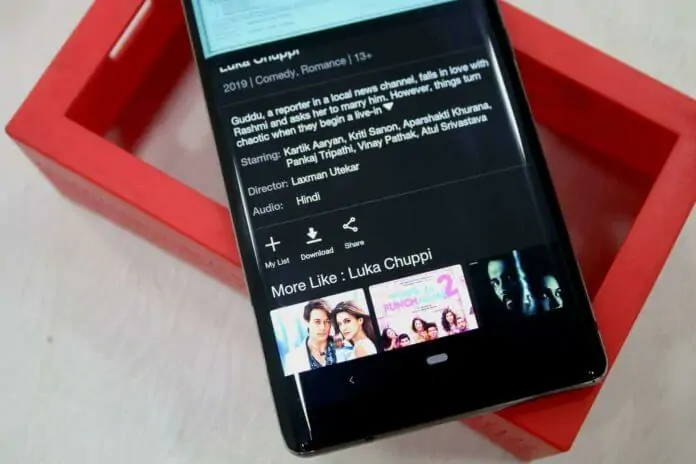 Luka Chuppi
2019 | Comedy, Romance | 13+
Guddu, a reporter in a local news channel, falls in love with
Rashmi and asks her to marry him. However, things turn
chaotic when they begin a live-in
Starring: Kartik Aaryan, Kriti Sanon, Aparshakti Khurana,
Pankaj Tripathi, Vinay Pathak, Atul Srivastava
Director: Laxman Utekar
Audio: Hindi
My List Download Share
More Like : Luka Chuppi
PUNCH
2